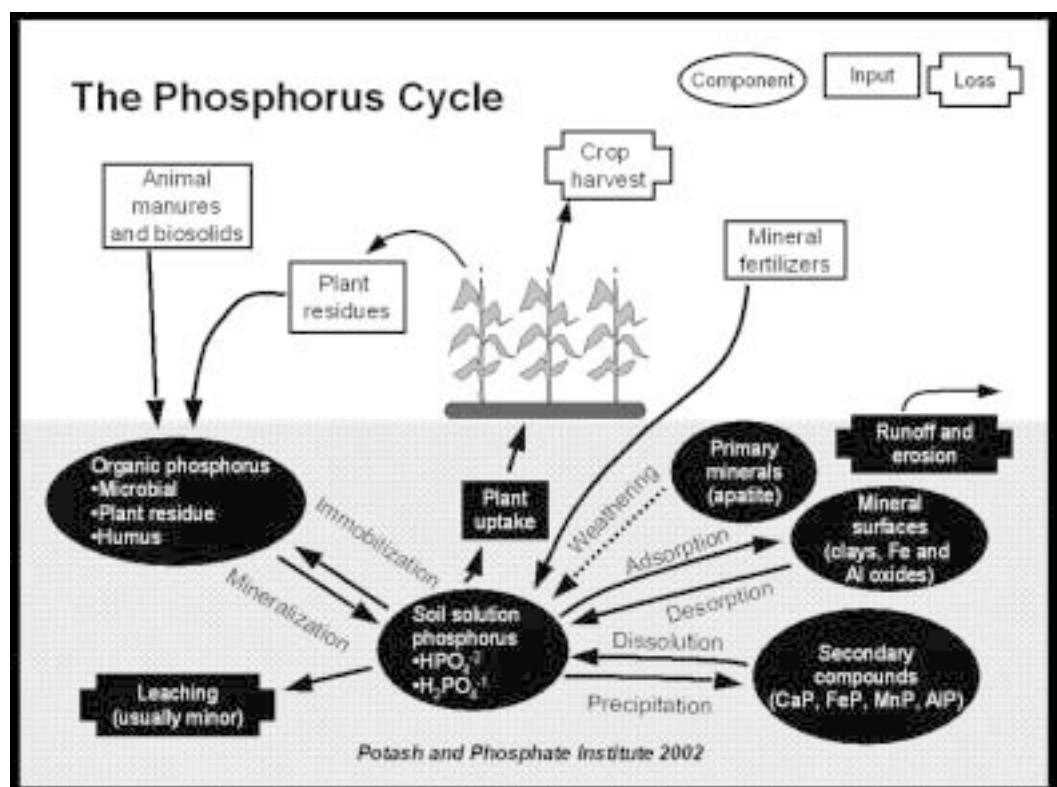 The Phosphorus Cycle
Component
Input
Loss
Animal
manures
and biosolids
Crop
harvest
Mineral
fertilizers
Plant
residues
Runoff and
erosion
Primary
minerals
(apatite)
Organic phosphorus
•Microbial
•Plant residue
•Humus
Plant
uptake
Weathering
Mineral
surfaces
(clays, Fe and
Al oxides)
Immobilization
Adsorption
Mineralization
Desorption
Soil solution
phosphorus
•HPO₄⁻²
•H₂PO₄⁻¹
Dissolution
Secondary
compounds
(CaP, FeP, MnP, AlP)
Leaching
(usually minor)
Precipitation
Potash and Phosphate Institute 2002